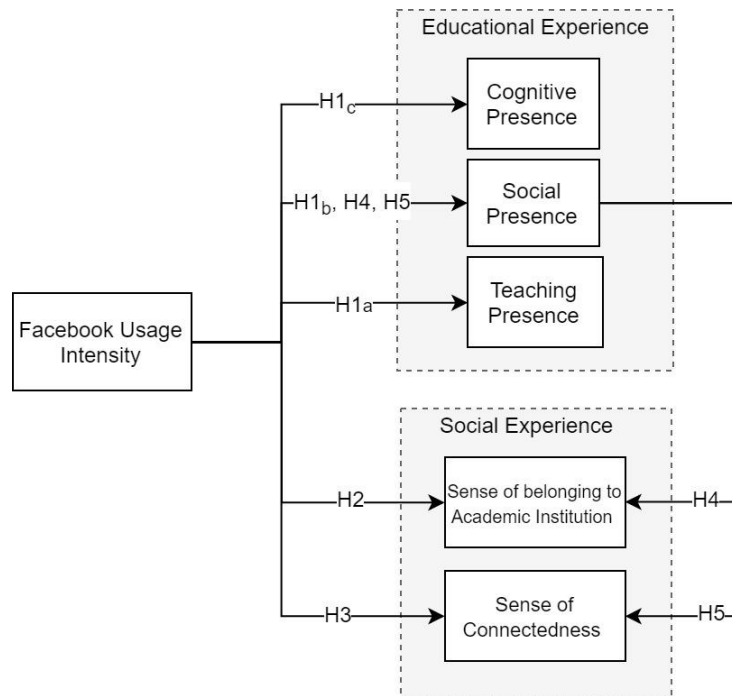 Educational Experience
H1c
Cognitive
Presence
H1b, H4, H5
Social
Presence
H1a
Teaching
Presence
Facebook Usage
Intensity
Social Experience
H2
Sense of belonging to
Academic Institution
H4
H3
Sense of
Connectedness
H5